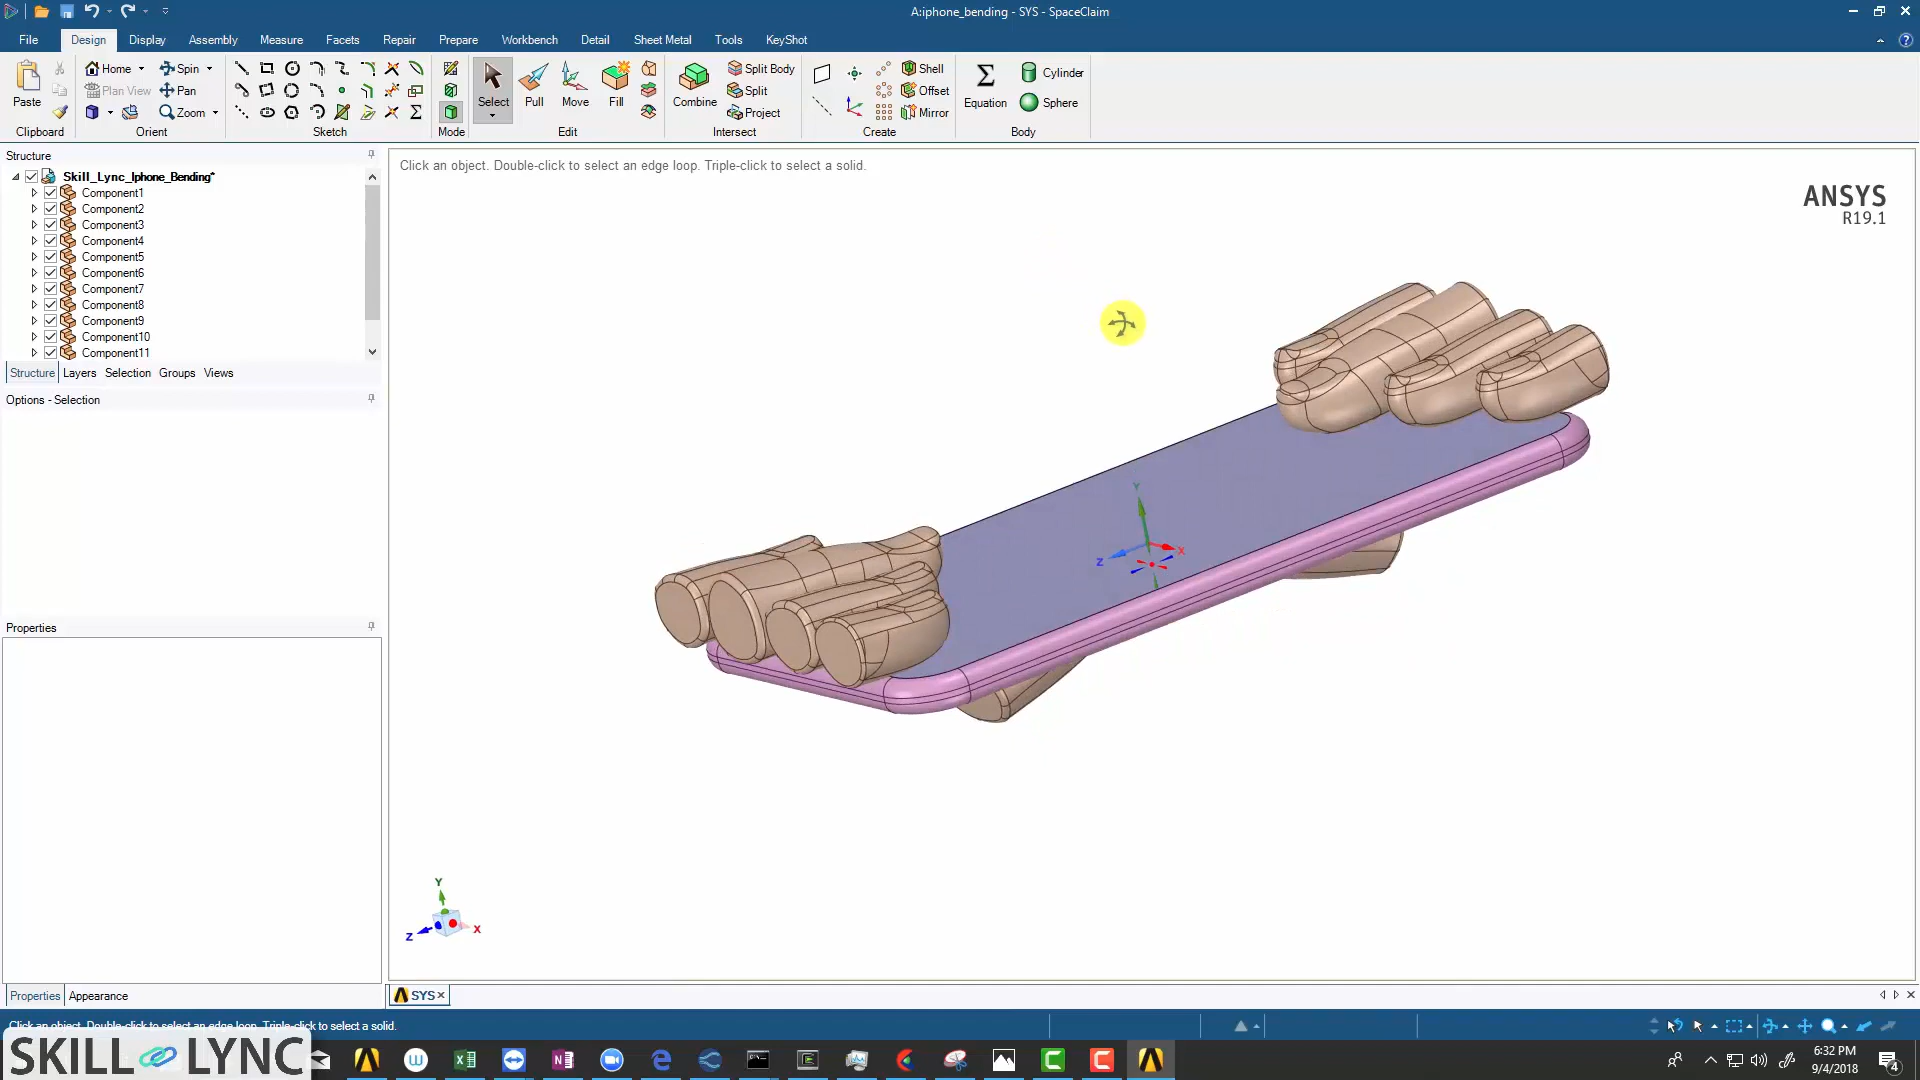 A:iphone_bending - SYS - SpaceClaim
File Design Display Assembly Measure Facets Repair Prepare Workbench Detail Sheet Metal Tools KeyShot
Paste
Home
Plan View
Spin
Pan
Zoom
Select
Pull
Move
Fill
Combine
Split Body
Split
Project
Shell
Offset
Mirror
Equation
Cylinder
Sphere
Clipboard Orient Sketch Mode Edit Intersect Create Body
Structure
Skill_Lync_Iphone_Bending*
Component1
Component2
Component3
Component4
Component5
Component6
Component7
Component8
Component9
Component10
Component11
Structure Layers Selection Groups Views
Options - Selection
Properties
Properties Appearance
Click an object. Double-click to select an edge loop. Triple-click to select a solid.
ANSYS
R19.1
Y
X
Z
Y
X
Z
SYS
Click an object. Double-click to select an edge loop. Triple-click to select a solid.
SKILL LYNC
6:32 PM
9/4/2018
4